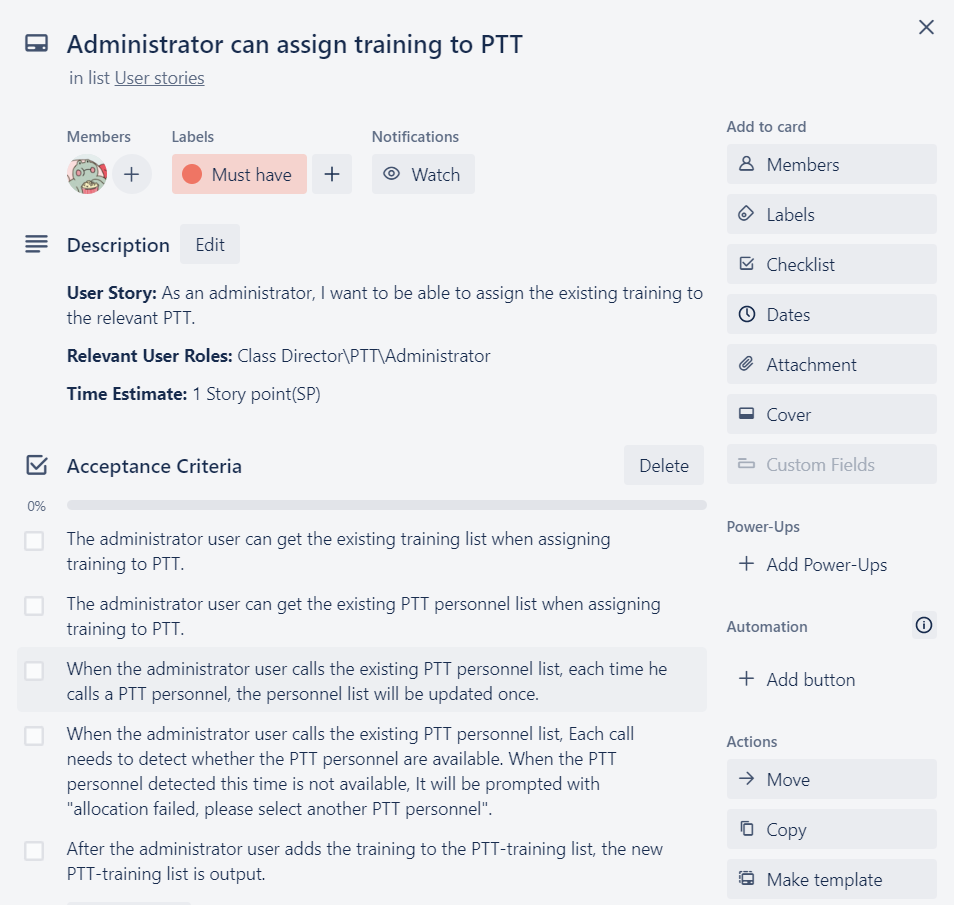 Administrator can assign training to PTT
in list User stories
Members
Labels
Notifications
Must have
Watch
Description
Edit
User Story: As an administrator, I want to be able to assign the existing training to
the relevant PTT.
Relevant User Roles: Class Director\PTT\Administrator
Time Estimate: 1 Story point(SP)
Acceptance Criteria
Delete
0%
The administrator user can get the existing training list when assigning
training to PTT.
The administrator user can get the existing PTT personnel list when assigning
training to PTT.
When the administrator user calls the existing PTT personnel list, each time he
calls a PTT personnel, the personnel list will be updated once.
When the administrator user calls the existing PTT personnel list, Each call
needs to detect whether the PTT personnel are available. When the PTT
personnel detected this time is not available, It will be prompted with
"allocation failed, please select another PTT personnel".
After the administrator user adds the training to the PTT-training list, the new
PTT-training list is output.
Add to card
Members
Labels
Checklist
Dates
Attachment
Cover
Custom Fields
Power-Ups
Add Power-Ups
Automation
Add button
Actions
Move
Copy
Make template